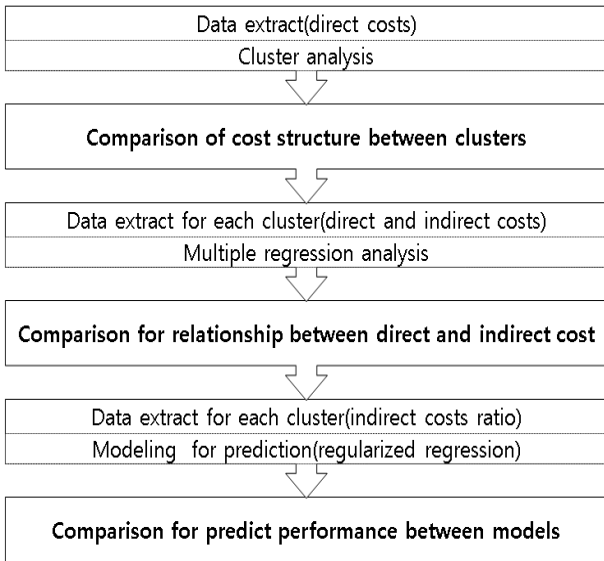 Data extract(direct costs)
Cluster analysis
Comparison of cost structure between clusters
Data extract for each cluster(direct and indirect costs)
Multiple regression analysis
Comparison for relationship between direct and indirect cost
Data extract for each cluster(indirect costs ratio)
Modeling for prediction(regularized regression)
Comparison for predict performance between models